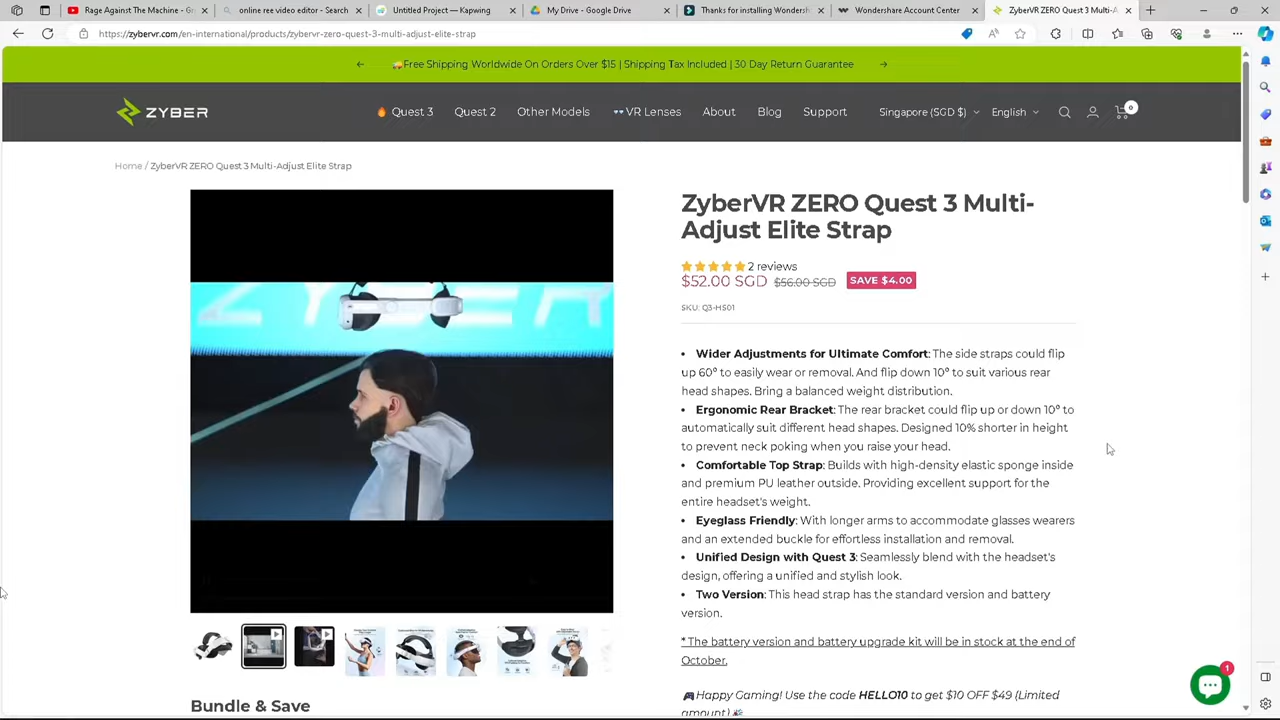 Rage Against The Machine - G
online ree video editor - Search
Untitled Project — Kapwing
My Drive - Google Drive
Thanks for installing Wondersh
Wondershare Account Center
ZyberVR ZERO Quest 3 Multi-A
https://zybervr.com/en-international/products/zybervr-zero-quest-3-multi-adjust-elite-strap
Free Shipping Worldwide On Orders Over $15 | Shipping Tax Included | 30 Day Return Guarantee
ZYBER
Quest 3
Quest 2
Other Models
VR Lenses
About
Blog
Support
Singapore (SGD $)
English
0
Home / ZyberVR ZERO Quest 3 Multi-Adjust Elite Strap
ZyberVR ZERO Quest 3 Multi-
Adjust Elite Strap
2 reviews
$52.00 SGD $56.00 SGD SAVE $4.00
SKU: Q3-HS01
• Wider Adjustments for Ultimate Comfort: The side straps could flip
up 60° to easily wear or removal. And flip down 10° to suit various rear
head shapes. Bring a balanced weight distribution.
• Ergonomic Rear Bracket: The rear bracket could flip up or down 10° to
automatically suit different head shapes. Designed 10% shorter in height
to prevent neck poking when you raise your head.
• Comfortable Top Strap: Builds with high-density elastic sponge inside
and premium PU leather outside. Providing excellent support for the
entire headset's weight.
• Eyeglass Friendly: With longer arms to accommodate glasses wearers
and an extended buckle for effortless installation and removal.
• Unified Design with Quest 3: Seamlessly blend with the headset's
design, offering a unified and stylish look.
• Two Version: This head strap has the standard version and battery
version.
* The battery version and battery upgrade kit will be in stock at the end of
October.
Happy Gaming! Use the code HELLO10 to get $10 OFF $49 (Limited
amount)
Bundle & Save
1